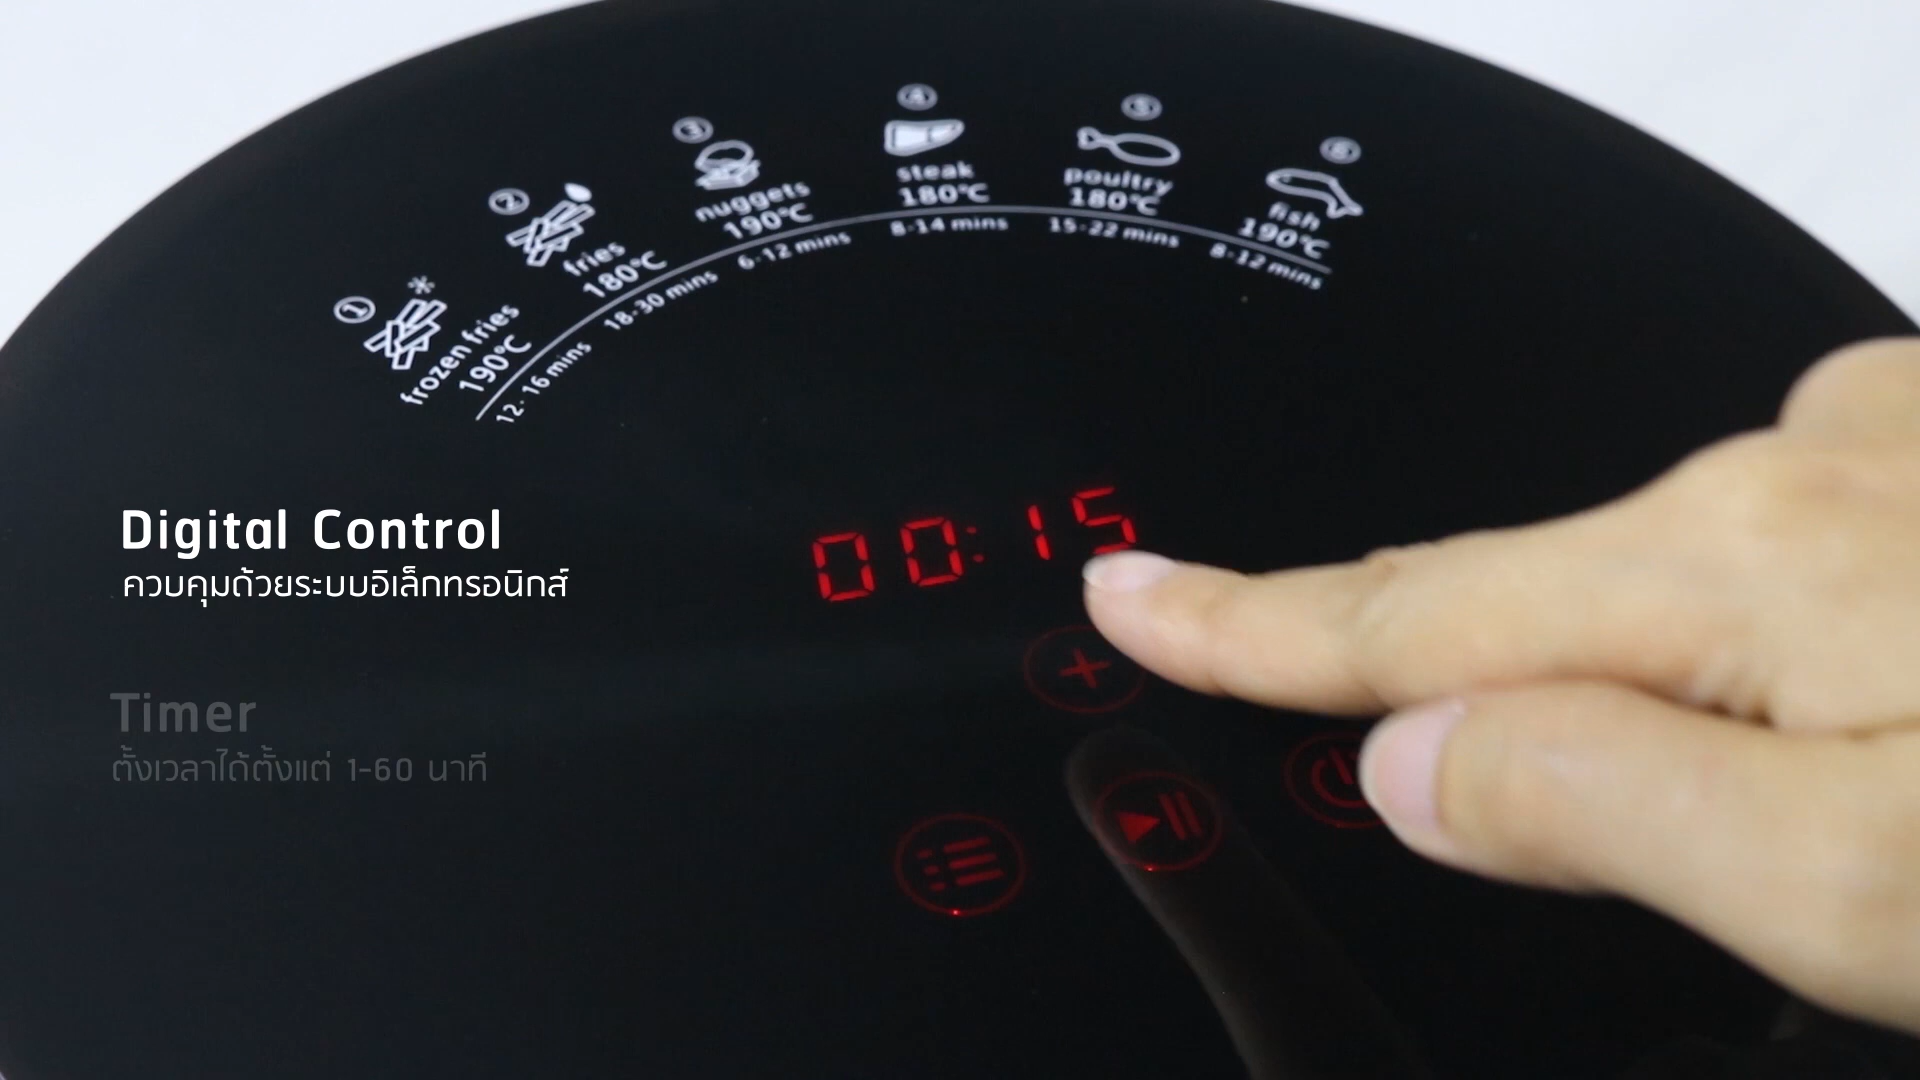 ① 
frozen fries
190℃
12-16 mins
②
fries
180℃
18-30 mins
③
nuggets
190℃
6-12 mins
④
steak
180℃
8-14 mins
⑤
poultry
180℃
15-22 mins
⑥
fish
190℃
8-12 mins
00:15
Digital Control
ควบคุมด้วยระบบอิเล็กทรอนิกส์
Timer
ตั้งเวลาได้ตั้งแต่ 1-60 นาที